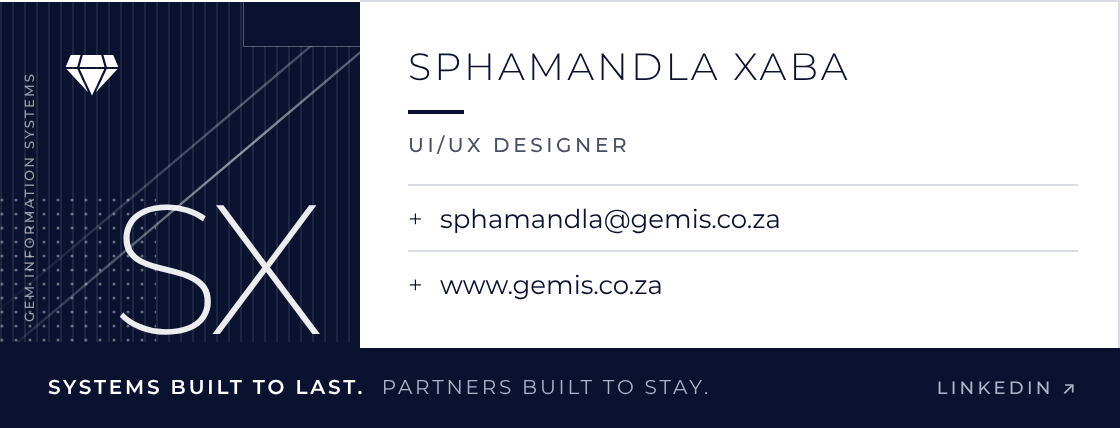 GEM INFORMATION SYSTEMS
SX
SPHAMANDLA XABA
UI/UX DESIGNER
+ sphamandla@gemis.co.za
+ www.gemis.co.za
SYSTEMS BUILT TO LAST. PARTNERS BUILT TO STAY.
LINKEDIN ↗